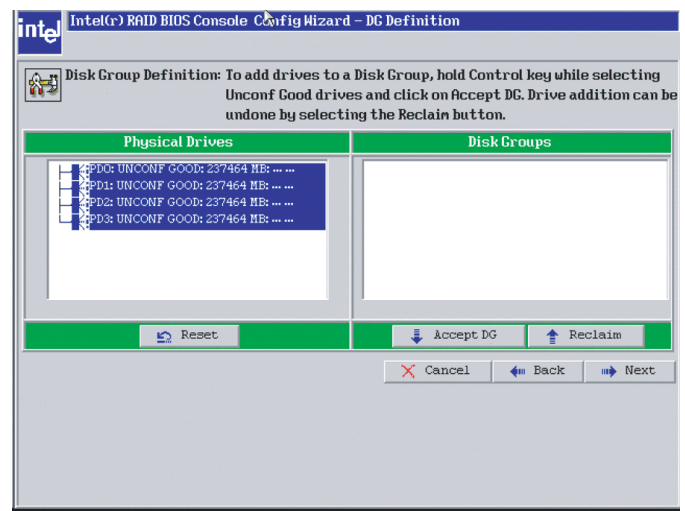 intel
Intel(r) RAID BIOS Console Config Wizard – DG Definition
Disk Group Definition: To add drives to a Disk Group, hold Control key while selecting
Unconf Good drives and click on Accept DG. Drive addition can be
undone by selecting the Reclaim button.
Physical Drives
Disk Groups
PD0: UNCONF GOOD: 237464 MB: ... ...
PD1: UNCONF GOOD: 237464 MB: ... ...
PD2: UNCONF GOOD: 237464 MB: ... ...
PD3: UNCONF GOOD: 237464 MB: ... ...
Reset
Accept DG
Reclaim
Cancel
Back
Next